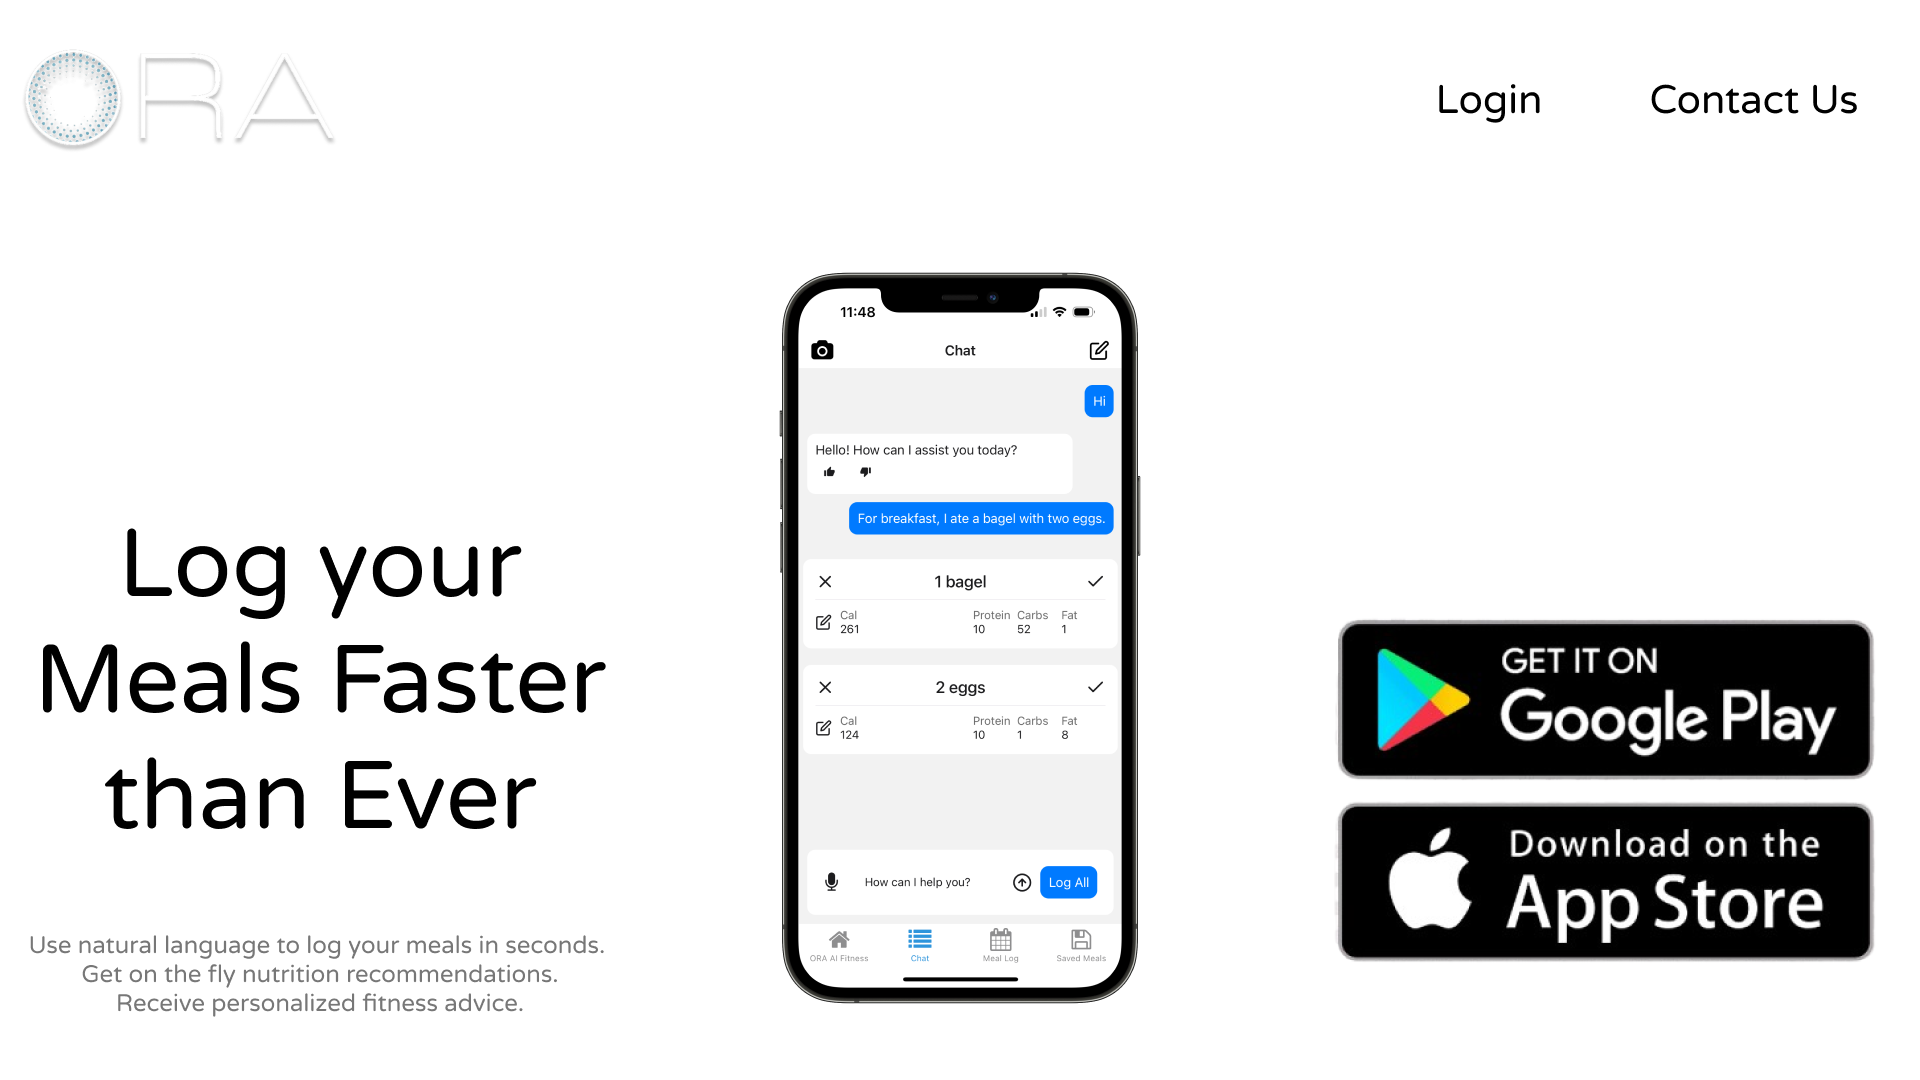 ORA
Login
Contact Us
Log your
Meals Faster
than Ever
Use natural language to log your meals in seconds.
Get on the fly nutrition recommendations.
Receive personalized fitness advice.
11:48
Chat
Hi
Hello! How can I assist you today?
For breakfast, I ate a bagel with two eggs.
1 bagel
Cal Protein Carbs Fat
261 10 52 1
2 eggs
Cal Protein Carbs Fat
124 10 1 8
How can I help you?
Log All
ORA AI Fitness Chat Meal Log Saved Meals
GET IT ON
Google Play
Download on the
App Store